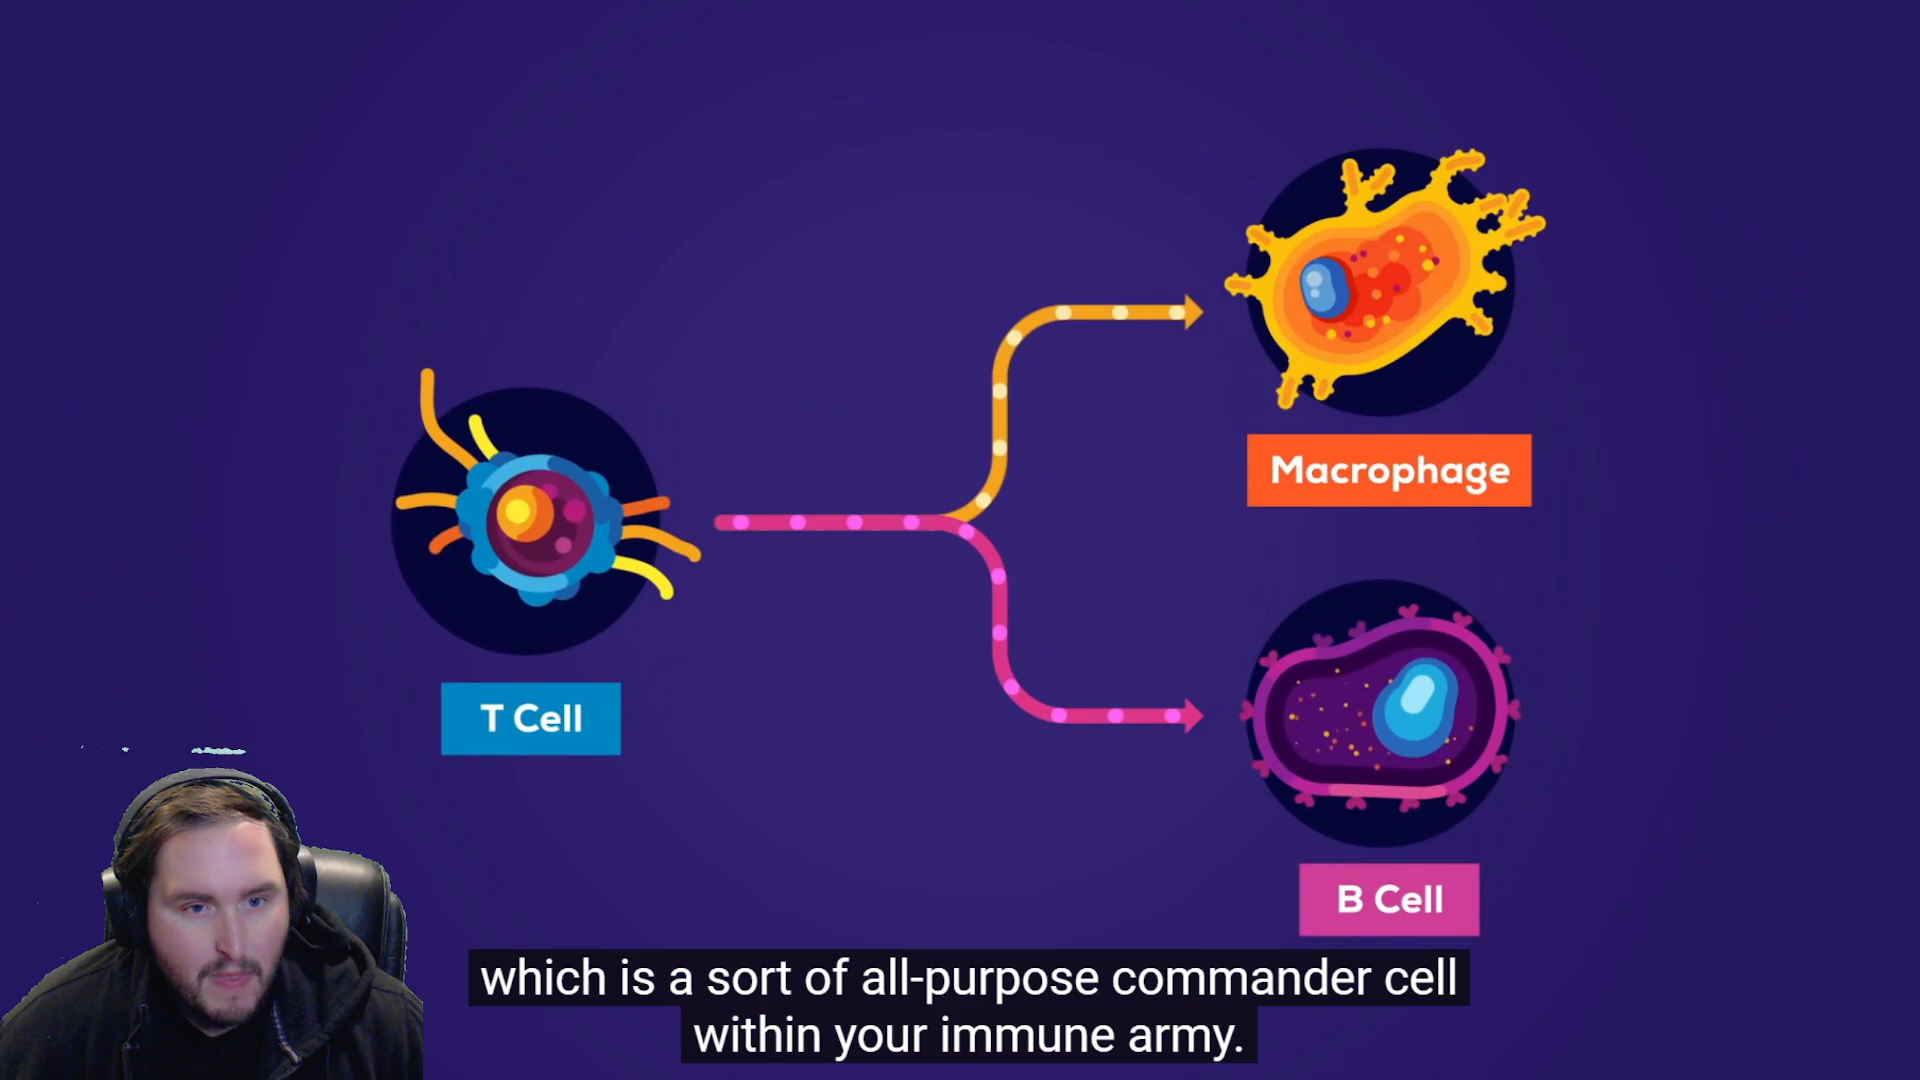 Macrophage
T Cell
B Cell
which is a sort of all-purpose commander cell
within your immune army.